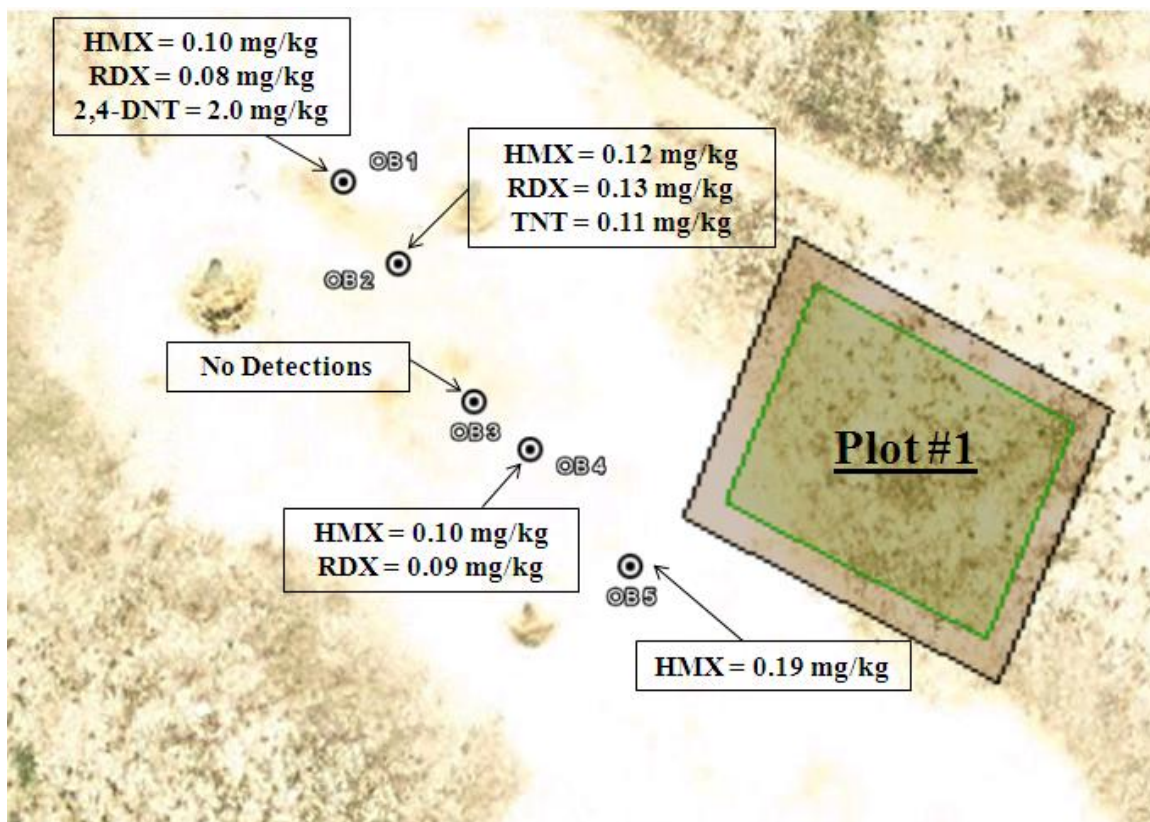 HMX = 0.10 mg/kg
RDX = 0.08 mg/kg
2,4-DNT = 2.0 mg/kg
OB1
HMX = 0.12 mg/kg
RDX = 0.13 mg/kg
TNT = 0.11 mg/kg
OB2
No Detections
OB3
OB4
Plot #1
HMX = 0.10 mg/kg
RDX = 0.09 mg/kg
OB5
HMX = 0.19 mg/kg